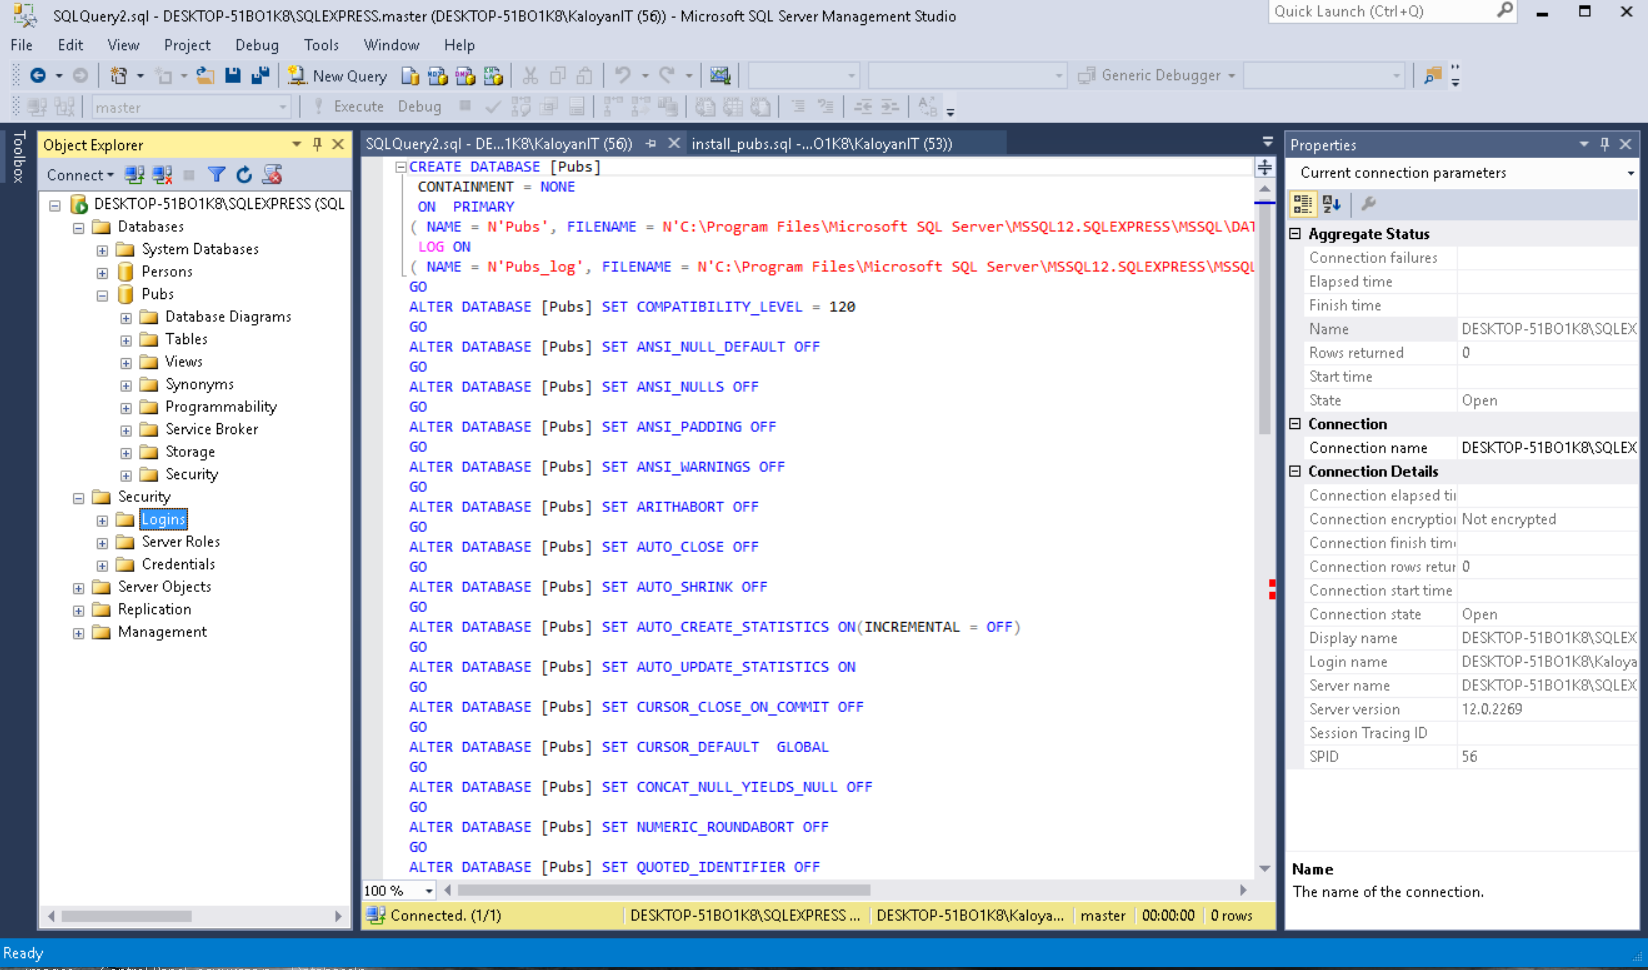 SQLQuery2.sql - DESKTOP-51BO1K8\SQLEXPRESS.master (DESKTOP-51BO1K8\KaloyanIT (56)) - Microsoft SQL Server Management Studio
Quick Launch (Ctrl+Q)
File Edit View Project Debug Tools Window Help
New Query
Generic Debugger
master
Execute Debug
Toolbox
Object Explorer
Connect
DESKTOP-51BO1K8\SQLEXPRESS (SQL
Databases
System Databases
Persons
Pubs
Database Diagrams
Tables
Views
Synonyms
Programmability
Service Broker
Storage
Security
Security
Logins
Server Roles
Credentials
Server Objects
Replication
Management
SQLQuery2.sql - DE...1K8\KaloyanIT (56))
install_pubs.sql -...O1K8\KaloyanIT (53))
CREATE DATABASE [Pubs]
CONTAINMENT = NONE
ON PRIMARY
( NAME = N'Pubs', FILENAME = N'C:\Program Files\Microsoft SQL Server\MSSQL12.SQLEXPRESS\MSSQL\DAT
LOG ON
( NAME = N'Pubs_log', FILENAME = N'C:\Program Files\Microsoft SQL Server\MSSQL12.SQLEXPRESS\MSSQL
GO
ALTER DATABASE [Pubs] SET COMPATIBILITY_LEVEL = 120
GO
ALTER DATABASE [Pubs] SET ANSI_NULL_DEFAULT OFF
GO
ALTER DATABASE [Pubs] SET ANSI_NULLS OFF
GO
ALTER DATABASE [Pubs] SET ANSI_PADDING OFF
GO
ALTER DATABASE [Pubs] SET ANSI_WARNINGS OFF
GO
ALTER DATABASE [Pubs] SET ARITHABORT OFF
GO
ALTER DATABASE [Pubs] SET AUTO_CLOSE OFF
GO
ALTER DATABASE [Pubs] SET AUTO_SHRINK OFF
GO
ALTER DATABASE [Pubs] SET AUTO_CREATE_STATISTICS ON(INCREMENTAL = OFF)
GO
ALTER DATABASE [Pubs] SET AUTO_UPDATE_STATISTICS ON
GO
ALTER DATABASE [Pubs] SET CURSOR_CLOSE_ON_COMMIT OFF
GO
ALTER DATABASE [Pubs] SET CURSOR_DEFAULT GLOBAL
GO
ALTER DATABASE [Pubs] SET CONCAT_NULL_YIELDS_NULL OFF
GO
ALTER DATABASE [Pubs] SET NUMERIC_ROUNDABORT OFF
GO
ALTER DATABASE [Pubs] SET QUOTED_IDENTIFIER OFF
100 %
Connected. (1/1)
DESKTOP-51BO1K8\SQLEXPRESS ...
DESKTOP-51BO1K8\Kaloya...
master
00:00:00
0 rows
Properties
Current connection parameters
Aggregate Status
Connection failures
Elapsed time
Finish time
Name DESKTOP-51BO1K8\SQLEX
Rows returned 0
Start time
State Open
Connection
Connection name DESKTOP-51BO1K8\SQLEX
Connection Details
Connection elapsed ti
Connection encryptio Not encrypted
Connection finish tim
Connection rows retur 0
Connection start time
Connection state Open
Display name DESKTOP-51BO1K8\SQLEX
Login name DESKTOP-51BO1K8\Kaloya
Server name DESKTOP-51BO1K8\SQLEX
Server version 12.0.2269
Session Tracing ID
SPID 56
Name
The name of the connection.
Ready